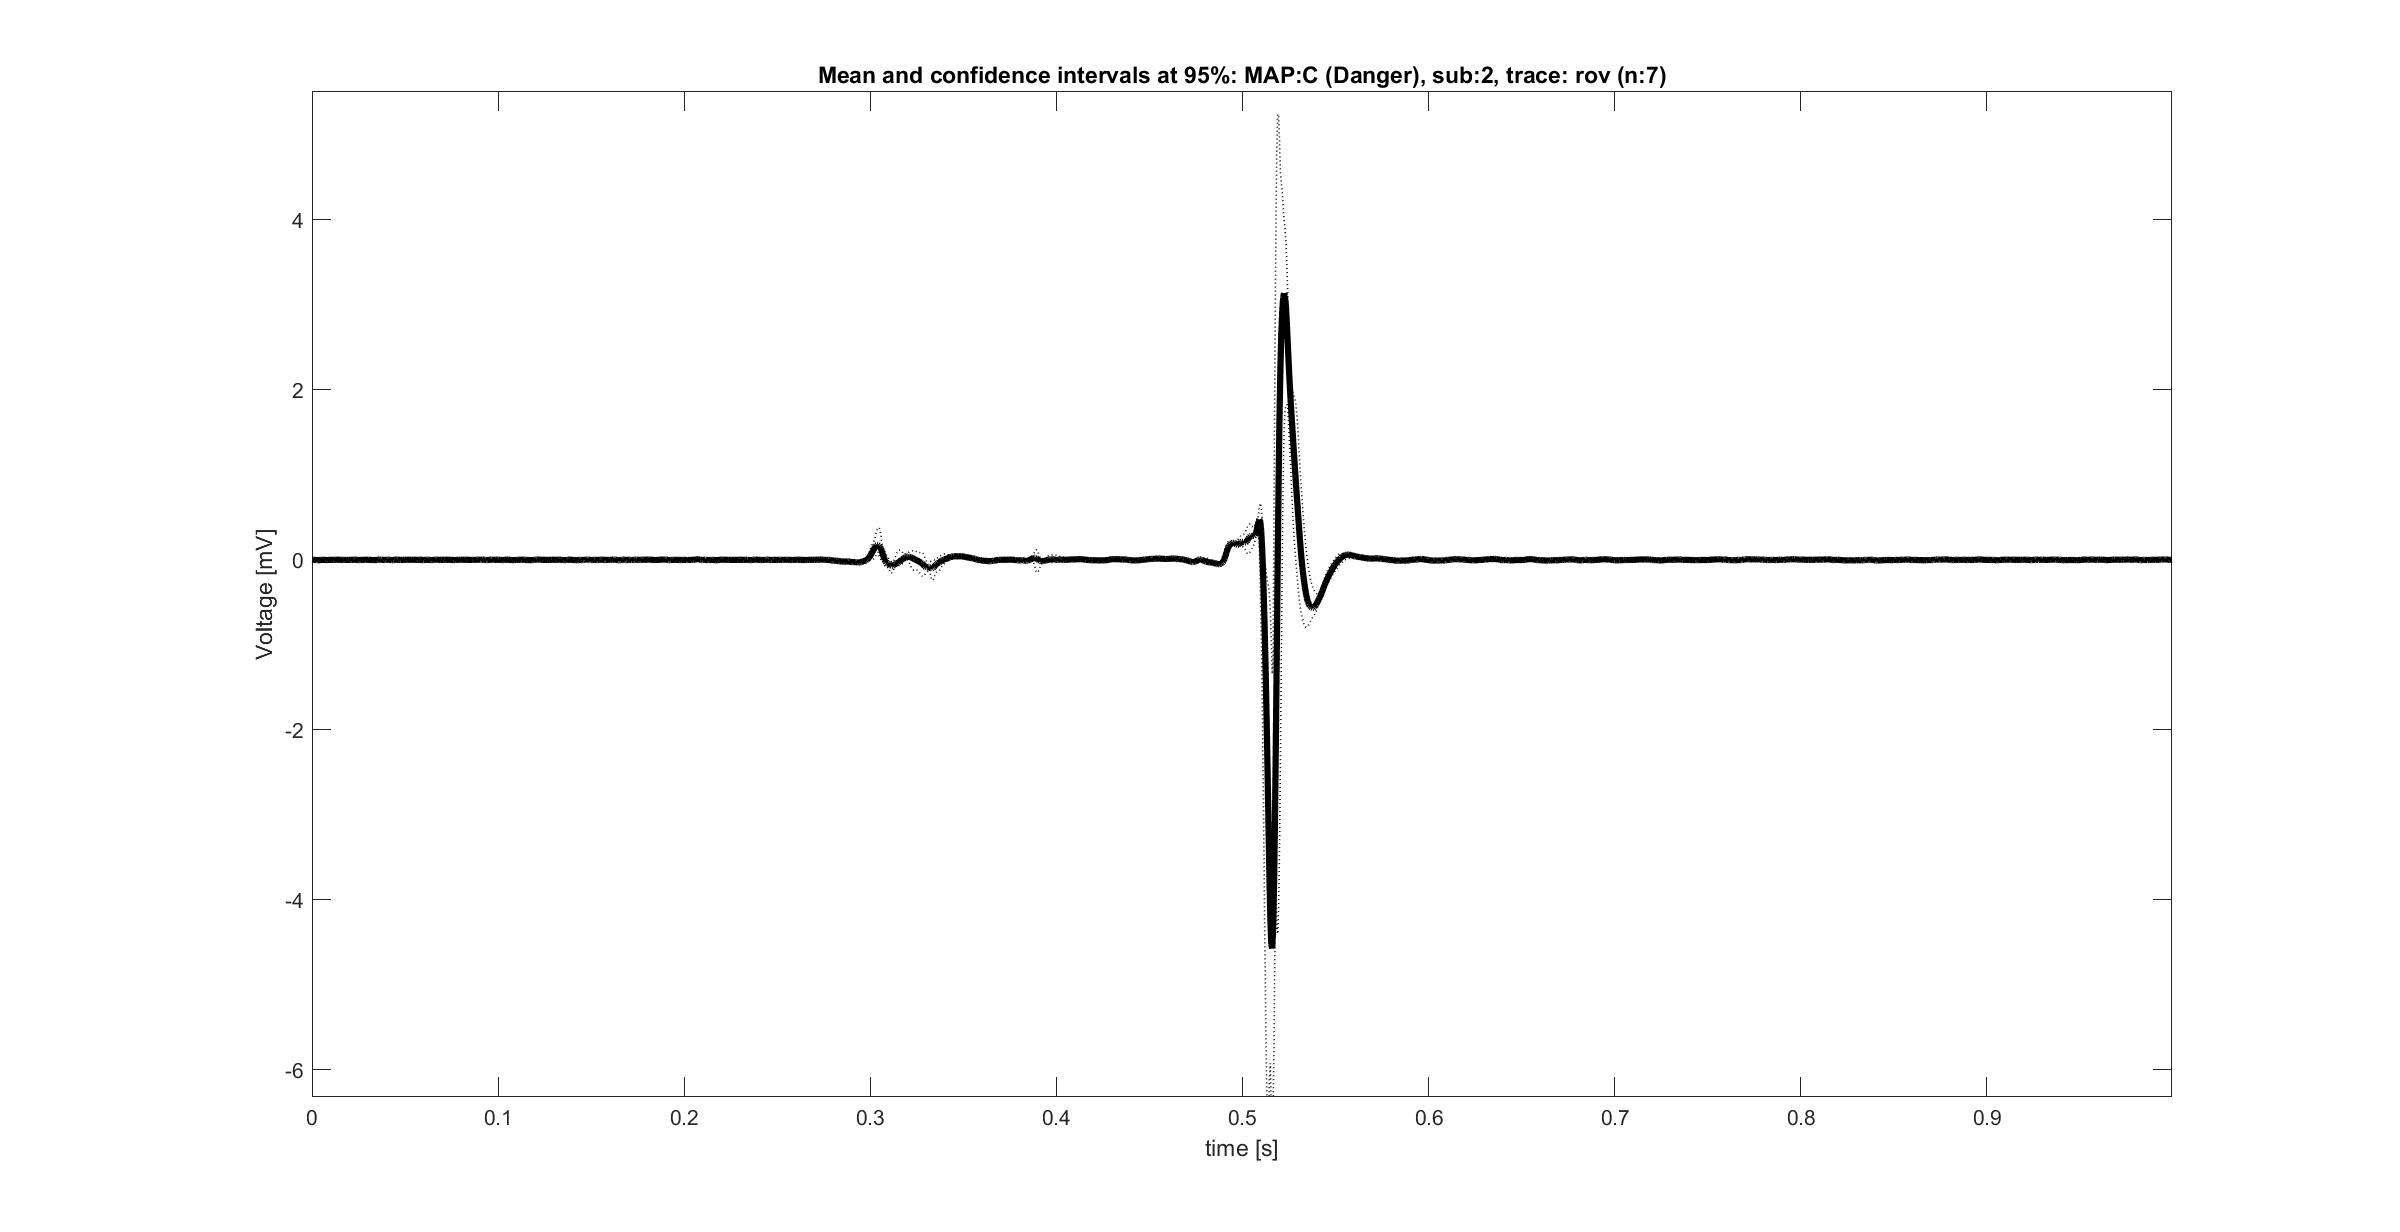 Mean and confidence intervals at 95%: MAP:C (Danger), sub:2, trace: rov (n:7)
4
2
0
-2
-4
-6
Voltage [mV]
0 0.1 0.2 0.3 0.4 0.5 0.6 0.7 0.8 0.9
time [s]